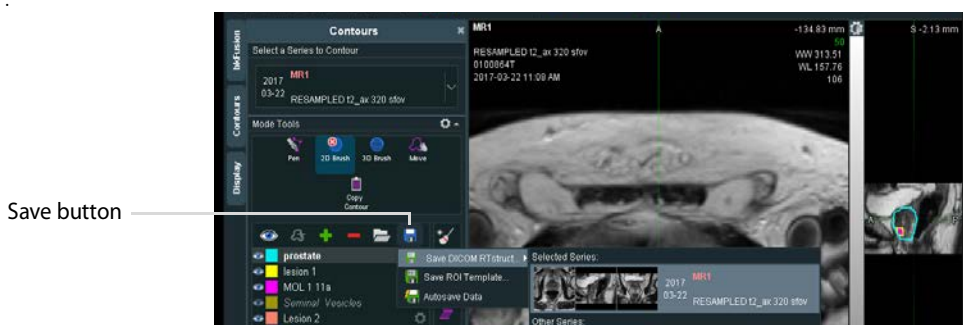 Contours
MR1
A
-134.83 mm
S -2.13 mm
bkFusion
Select a Series to Contour
RESAMPLED t2_ax 320 sfov
50
0100864T
WW 313.51
2017
MR1
2017-03-22 11:08 AM
WL 157.76
03-22
RESAMPLED t2_ax 320 sfov
106
Contours
Mode Tools
Pen
2D Brush
3D Brush
Move
Display
Copy
Contour
A
P
Save button
prostate
Save DICOM RTstruct...
Selected Series:
lesion 1
Save ROI Template...
2017
MR1
MOL 1 11a
03-22
RESAMPLED t2_ax 320 sfov
Seminal Vesicles
Autosave Data
Lesion 2
Other Series: